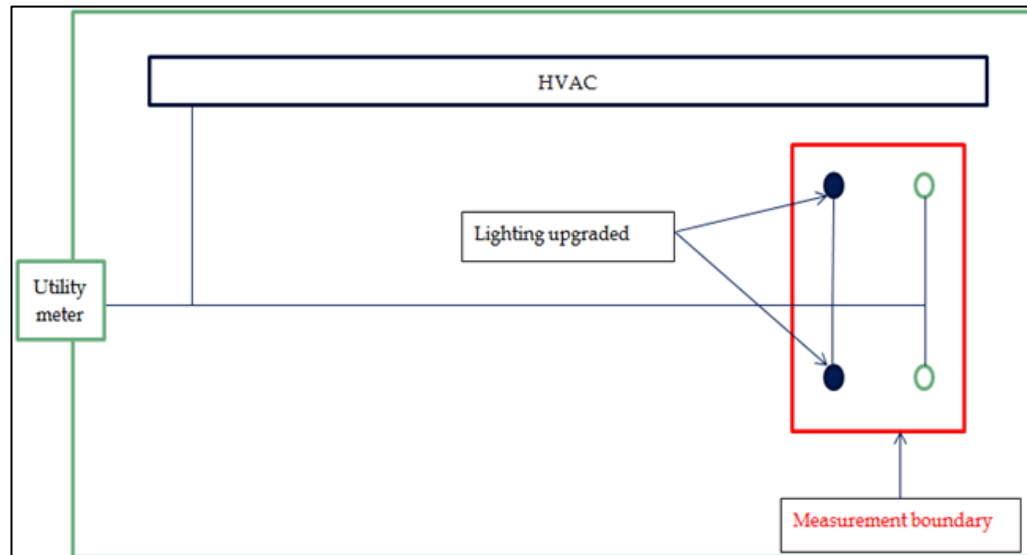 HVAC
Lighting upgraded
Utility
meter
Measurement boundary